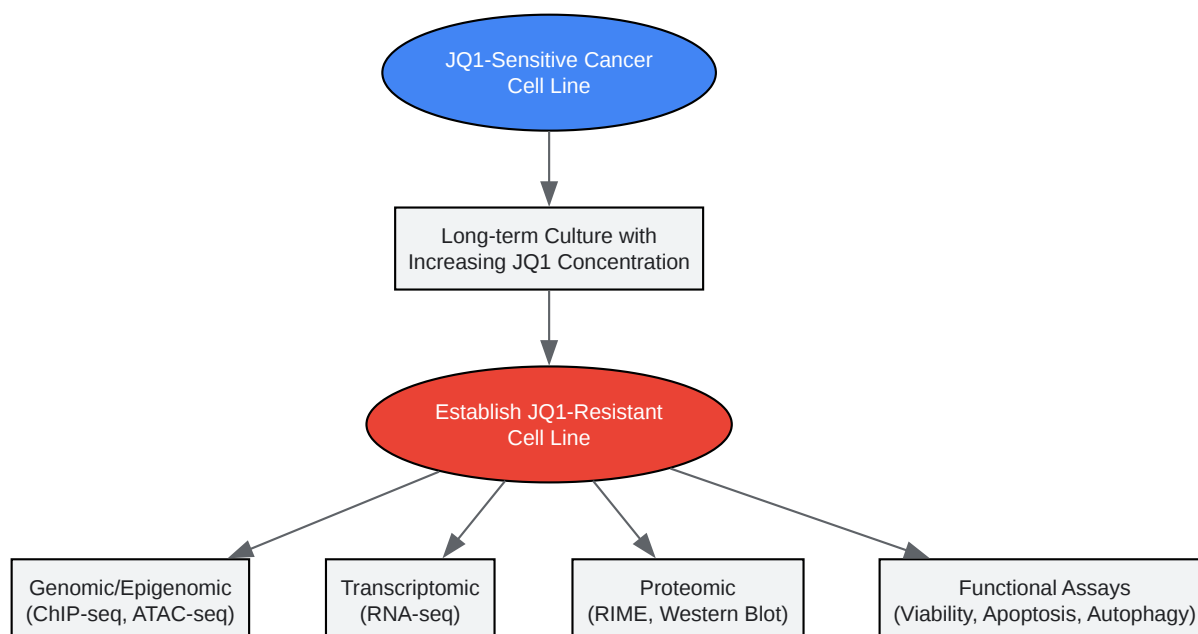 JQ1-Sensitive Cancer
Cell Line
Long-term Culture with
Increasing JQ1 Concentration
Establish JQ1-Resistant
Cell Line
Genomic/Epigenomic
(ChIP-seq, ATAC-seq)
Transcriptomic
(RNA-seq)
Proteomic
(RIME, Western Blot)
Functional Assays
(Viability, Apoptosis, Autophagy)